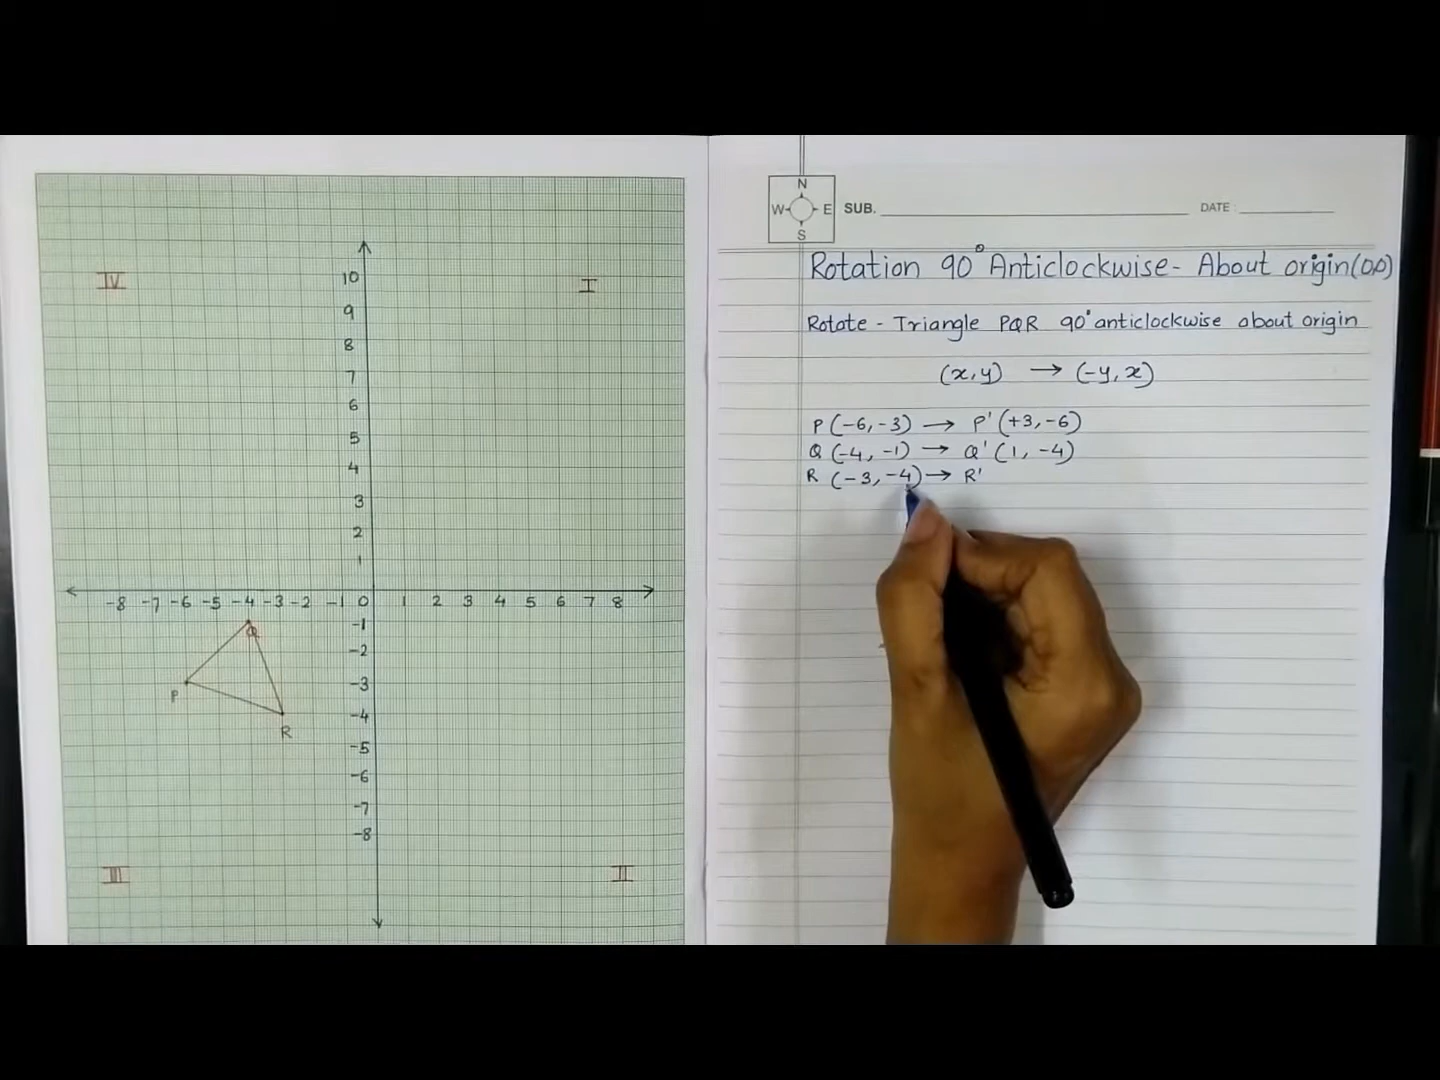 N
W E SUB. DATE:
S
Rotation 90° Anticlockwise - About origin(0,0)
Rotate - Triangle PQR 90° anticlockwise about origin
(x,y) → (-y,x)
P (-6,-3) → P' (+3,-6)
Q (-4,-1) → Q' (1,-4)
R (-3,-4) → R'
IV I
10
9
8
7
6
5
4
3
2
1
-8 -7 -6 -5 -4 -3 -2 -1 0 1 2 3 4 5 6 7 8
-1
Q
-2
-3
P
-4
R
-5
-6
-7
-8
III II